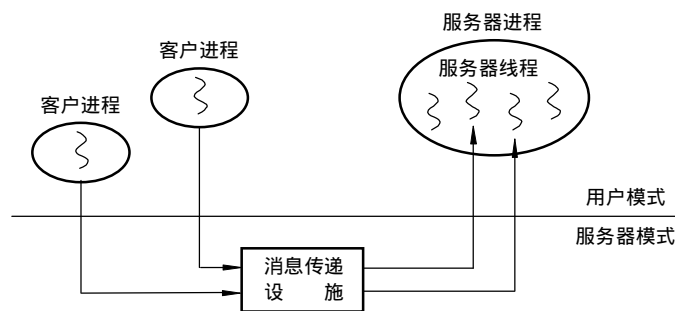 服务器进程
客户进程
服务器线程
客户进程
用户模式
服务器模式
消息传递
设 施